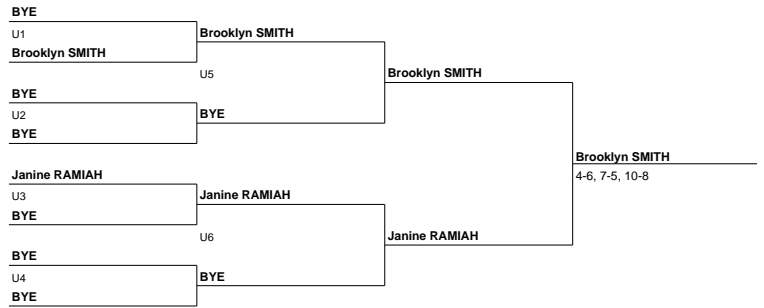 BYE
U1
Brooklyn SMITH
Brooklyn SMITH
U5
Brooklyn SMITH
BYE
U2
BYE
BYE
Brooklyn SMITH
4-6, 7-5, 10-8
Janine RAMIAH
U3
Janine RAMIAH
BYE
U6
Janine RAMIAH
BYE
U4
BYE
BYE